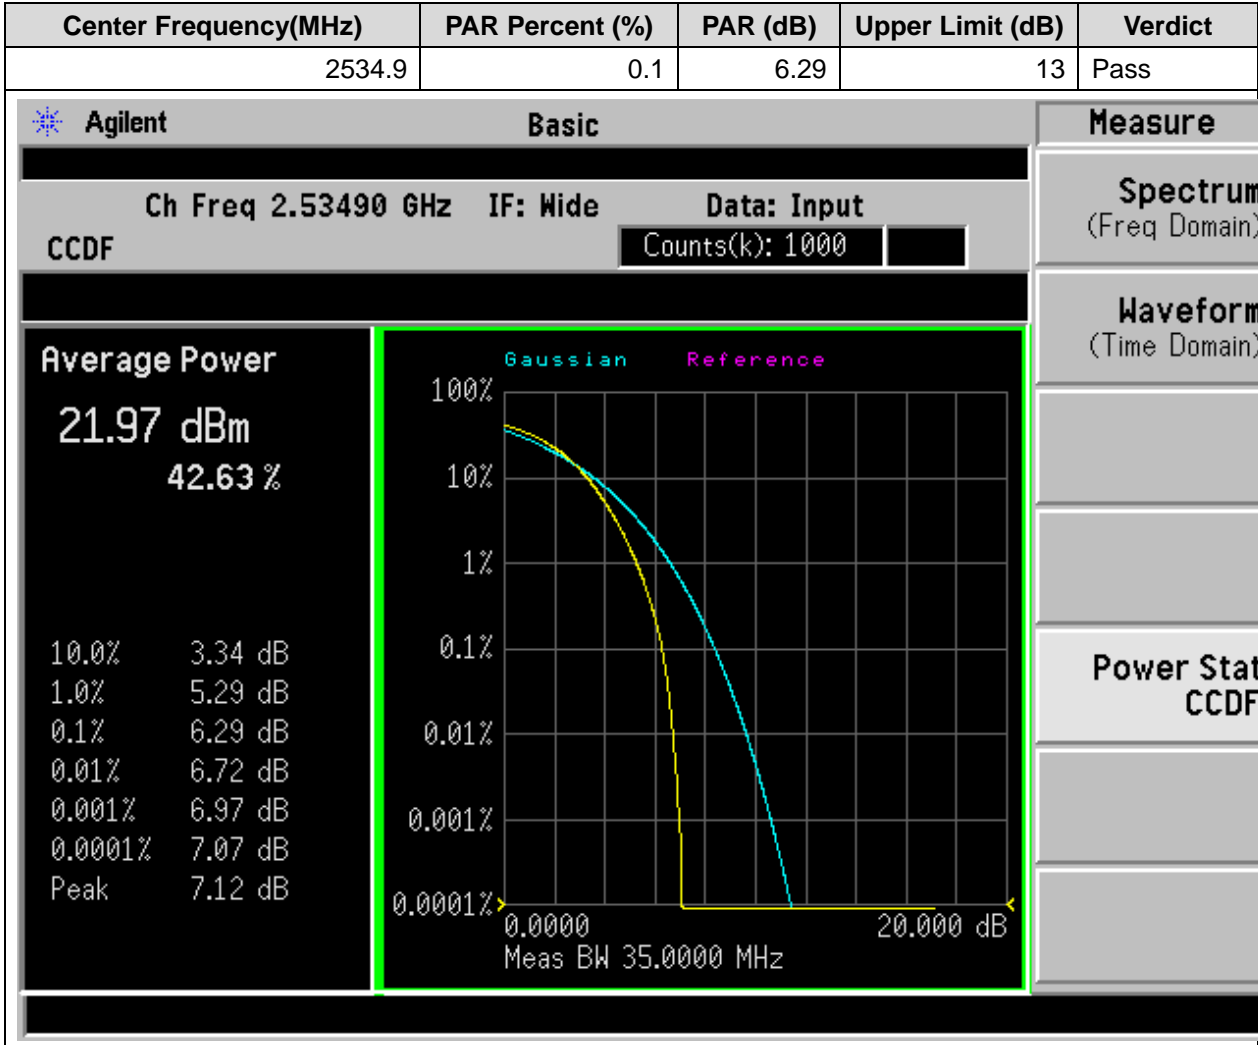 Center Frequency(MHz) PAR Percent (%) PAR (dB) Upper Limit (dB) Verdict
2534.9 0.1 6.29 13 Pass
Agilent Basic Measure
Ch Freq 2.53490 GHz IF: Wide Data: Input
CCDF Counts(k): 1000
Spectrum
(Freq Domain)
Waveform
(Time Domain)
Power Stat
CCDF
Average Power
21.97 dBm
42.63 %
10.0% 3.34 dB
1.0% 5.29 dB
0.1% 6.29 dB
0.01% 6.72 dB
0.001% 6.97 dB
0.0001% 7.07 dB
Peak 7.12 dB
Gaussian Reference
100%
10%
1%
0.1%
0.01%
0.001%
0.0001%
0.0000 20.000 dB
Meas BW 35.0000 MHz